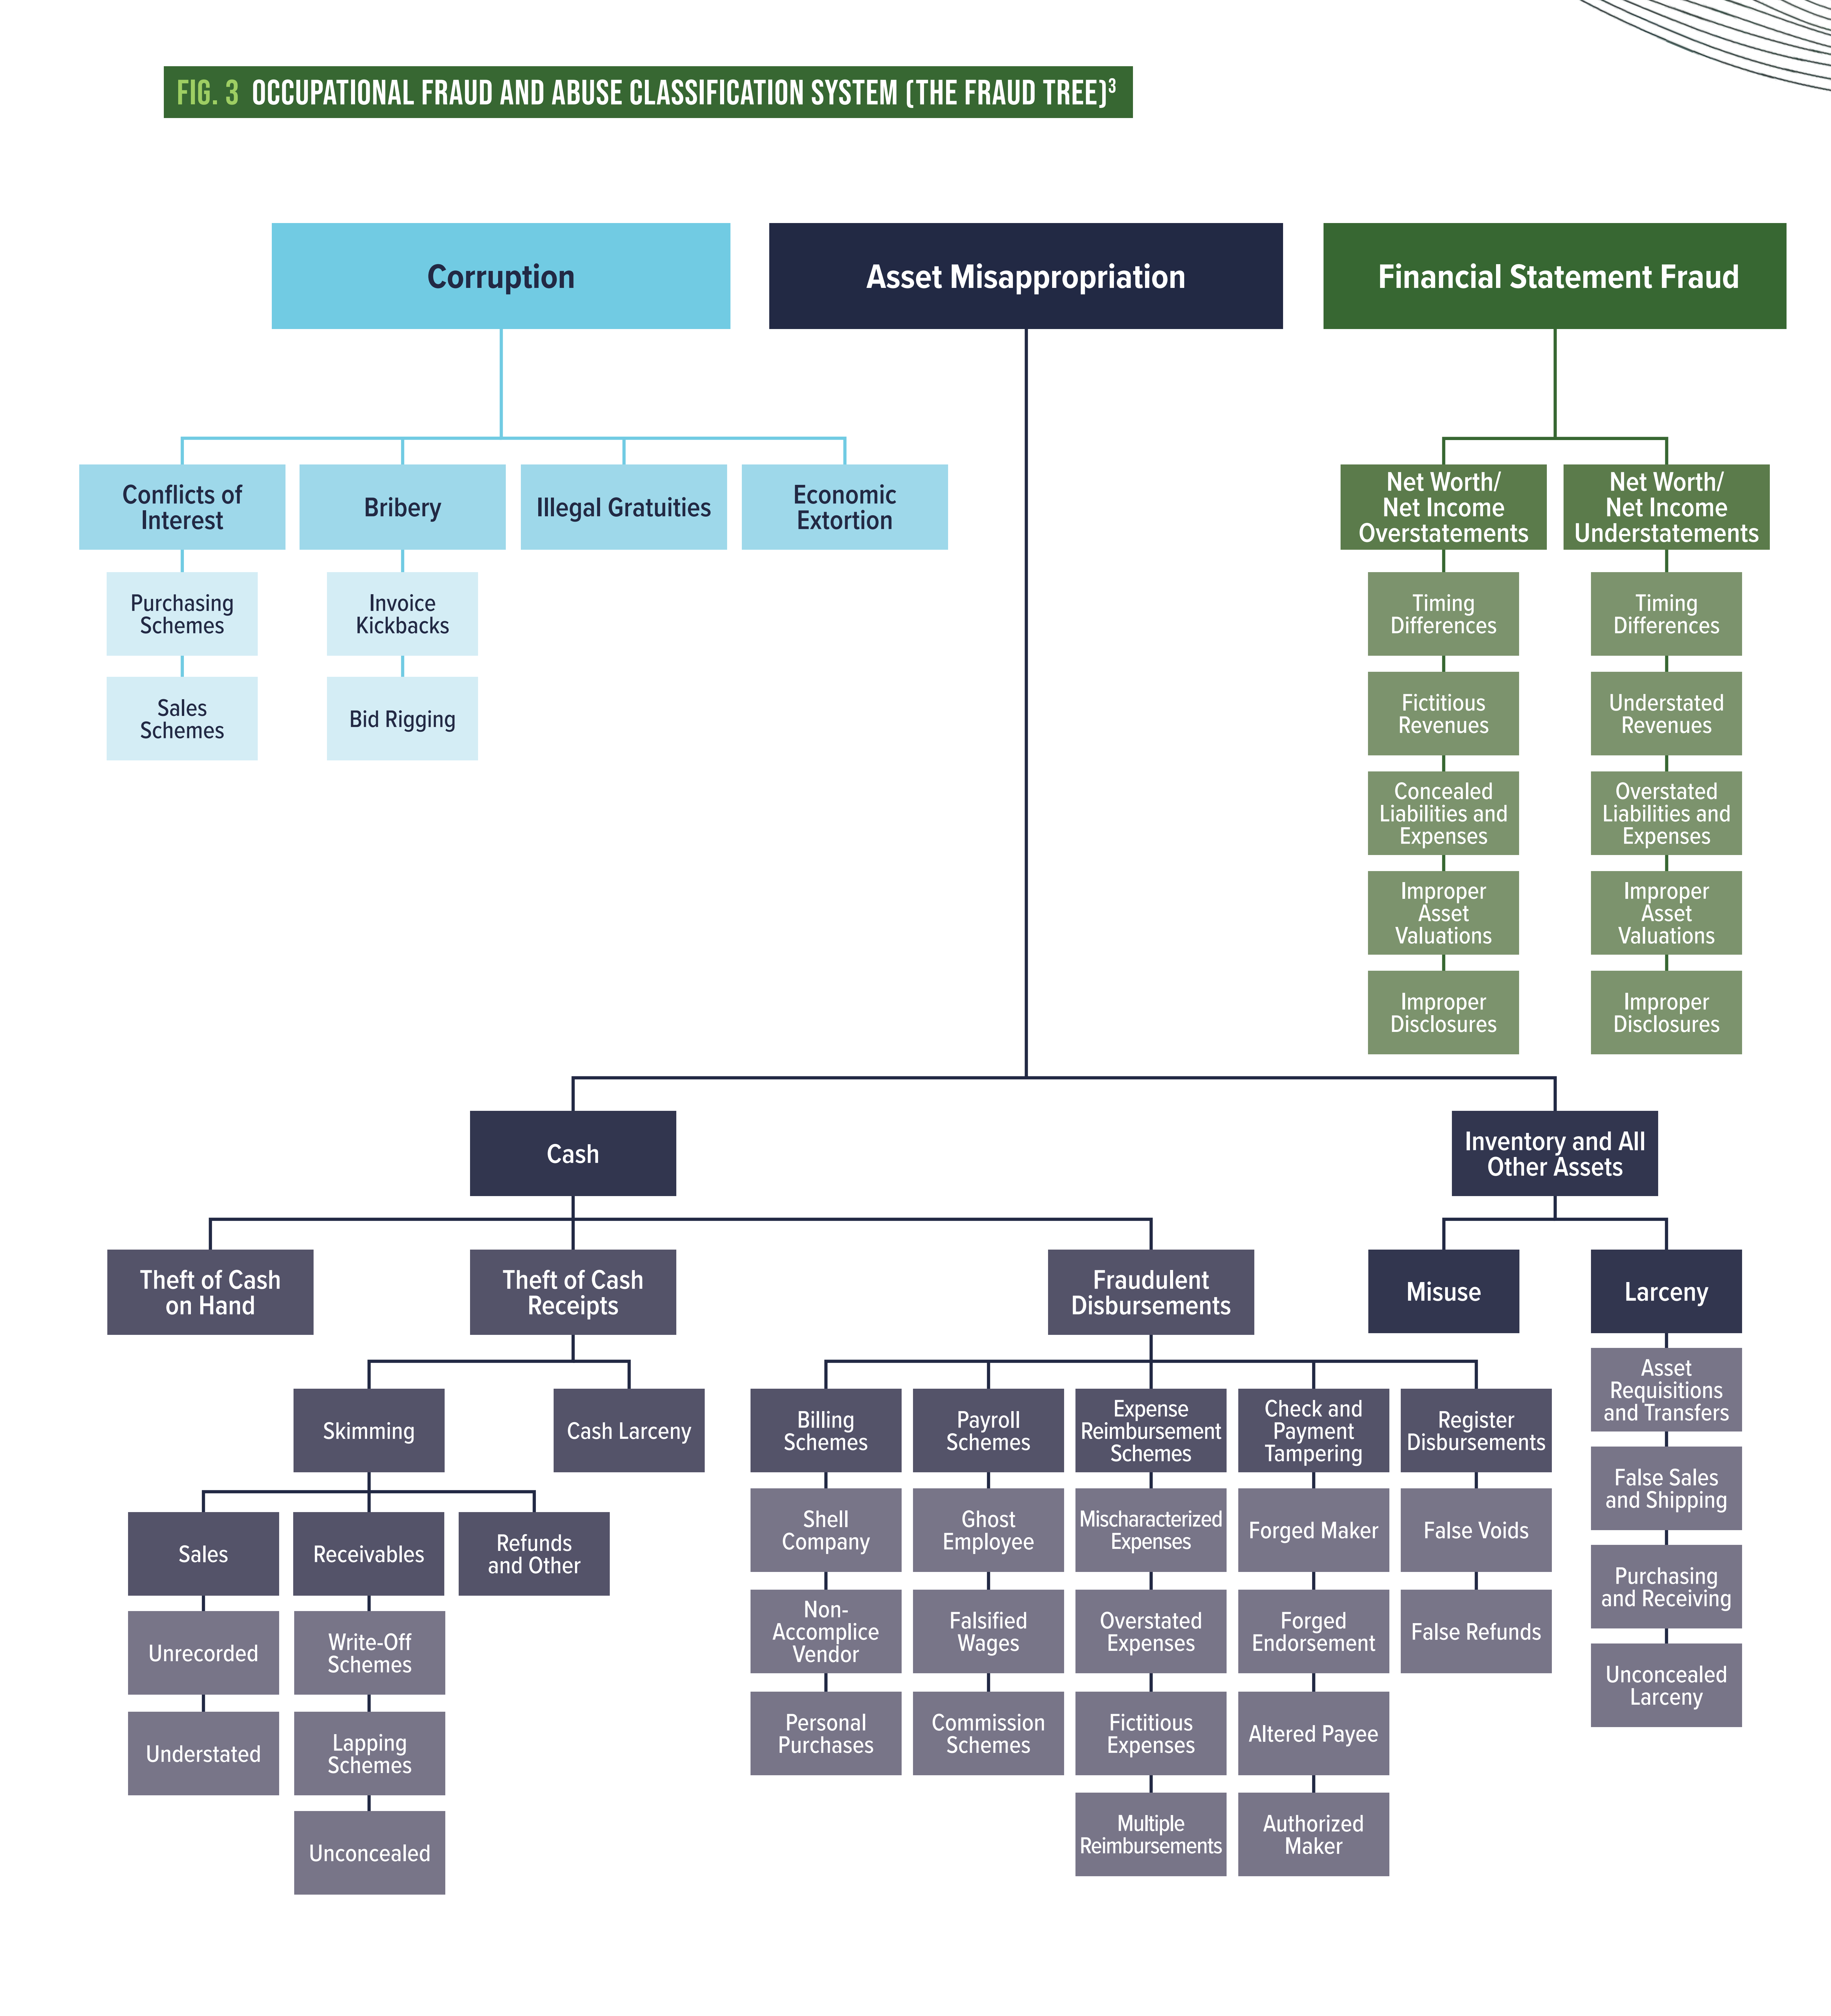 FIG. 3 OCCUPATIONAL FRAUD AND ABUSE CLASSIFICATION SYSTEM (THE FRAUD TREE)3
Corruption
Asset Misappropriation
Financial Statement Fraud
Conflicts of
Interest
Bribery
Illegal Gratuities
Economic
Extortion
Purchasing
Schemes
Sales
Schemes
Invoice
Kickbacks
Bid Rigging
Net Worth/
Net Income
Overstatements
Timing
Differences
Fictitious
Revenues
Concealed
Liabilities and
Expenses
Improper
Asset
Valuations
Improper
Disclosures
Net Worth/
Net Income
Understatements
Timing
Differences
Understated
Revenues
Overstated
Liabilities and
Expenses
Improper
Asset
Valuations
Improper
Disclosures
Cash
Inventory and All
Other Assets
Theft of Cash
on Hand
Theft of Cash
Receipts
Fraudulent
Disbursements
Misuse
Larceny
Skimming
Cash Larceny
Sales
Unrecorded
Understated
Receivables
Write-Off
Schemes
Lapping
Schemes
Unconcealed
Refunds
and Other
Billing
Schemes
Shell
Company
Non-
Accomplice
Vendor
Personal
Purchases
Payroll
Schemes
Ghost
Employee
Falsified
Wages
Commission
Schemes
Expense
Reimbursement
Schemes
Mischaracterized
Expenses
Overstated
Expenses
Fictitious
Expenses
Multiple
Reimbursements
Check and
Payment
Tampering
Forged Maker
Forged
Endorsement
Altered Payee
Authorized
Maker
Register
Disbursements
False Voids
False Refunds
Asset
Requisitions
and Transfers
False Sales
and Shipping
Purchasing
and Receiving
Unconcealed
Larceny